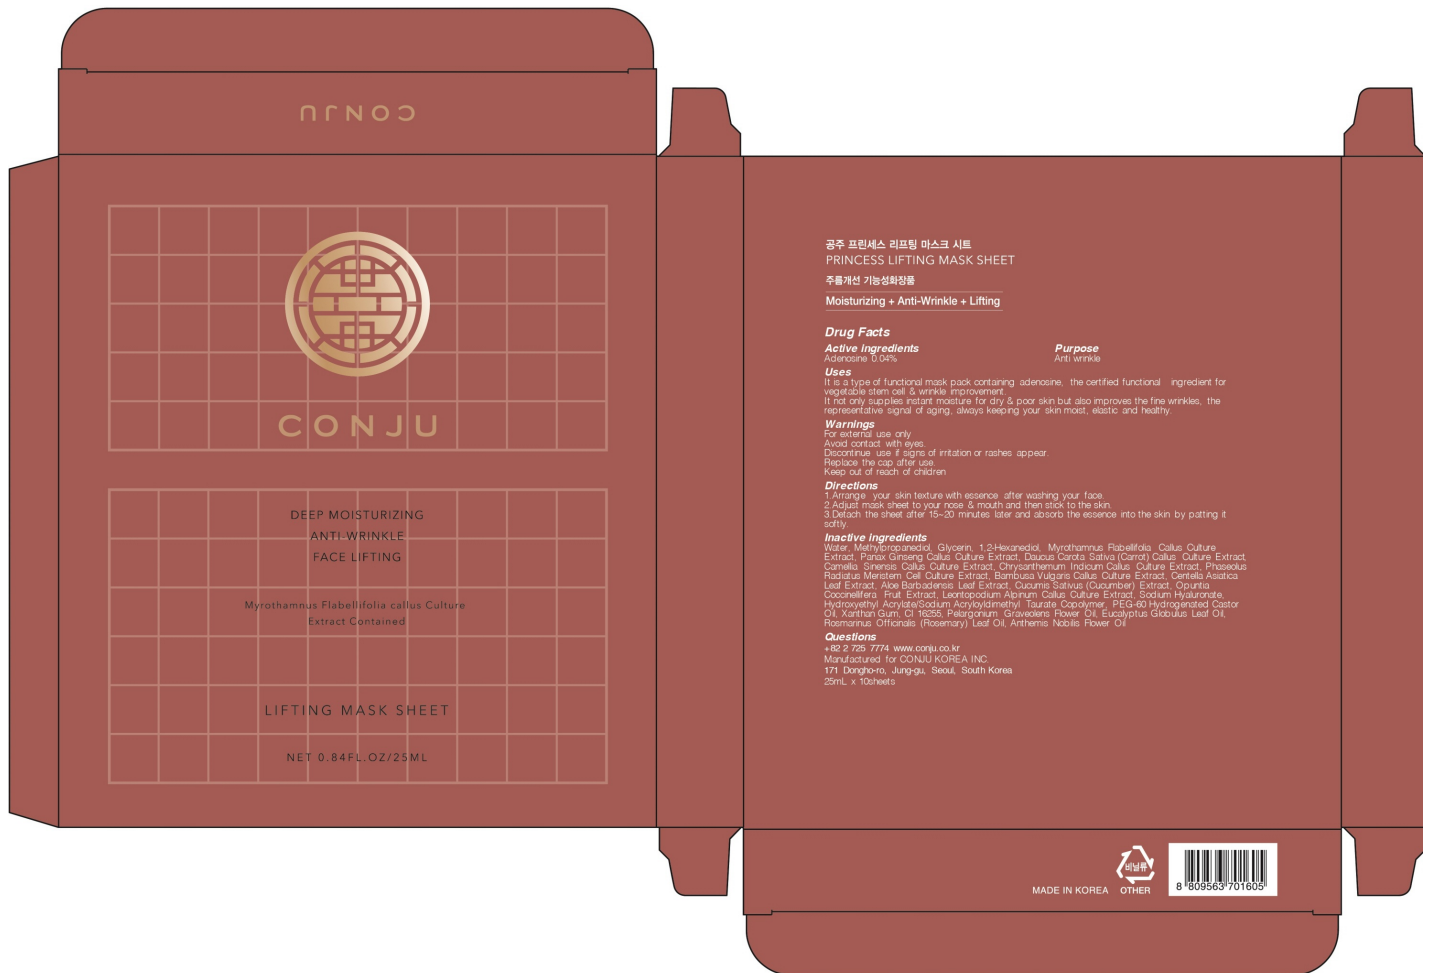 CONJU
CONJU
DEEP MOISTURIZING
ANTI-WRINKLE
FACE LIFTING
Myrothamnus Flabellifolia callus Culture
Extract Contained
LIFTING MASK SHEET
NET 0.84FL.OZ/25ML
공주 프린세스 리프팅 마스크 시트
PRINCESS LIFTING MASK SHEET
주름개선 기능성화장품
Moisturizing + Anti-Wrinkle + Lifting
Drug Facts
Active ingredients Purpose
Adenosine 0.04% Anti wrinkle
Uses
It is a type of functional mask pack containing adenosine, the certified functional ingredient for
vegetable stem cell & wrinkle improvement.
It not only supplies instant moisture for dry & poor skin but also improves the fine wrinkles, the
representative signal of aging, always keeping your skin moist, elastic and healthy.
Warnings
For external use only
Avoid contact with eyes.
Discontinue use if signs of irritation or rashes appear.
Replace the cap after use.
Keep out of reach of children
Directions
1.Arrange your skin texture with essence after washing your face.
2.Adjust mask sheet to your nose & mouth and then stick to the skin.
3.Detach the sheet after 15~20 minutes later and absorb the essence into the skin by patting it
softly.
Inactive ingredients
Water, Methylpropanediol, Glycerin, 1,2-Hexanediol, Myrothamnus Flabellifolia Callus Culture
Extract, Panax Ginseng Callus Culture Extract, Daucus Carota Sativa (Carrot) Callus Culture Extract,
Camellia Sinensis Callus Culture Extract, Chrysanthemum Indicum Callus Culture Extract, Phaseolus
Radiatus Meristem Cell Culture Extract, Bambusa Vulgaris Callus Culture Extract, Centella Asiatica
Leaf Extract, Aloe Barbadensis Leaf Extract, Cucumis Sativus (Cucumber) Extract, Opuntia
Coccinellifera Fruit Extract, Leontopodium Alpinum Callus Culture Extract, Sodium Hyaluronate,
Hydroxyethyl Acrylate/Sodium Acryloyldimethyl Taurate Copolymer, PEG-60 Hydrogenated Castor
Oil, Xanthan Gum, CI 16255, Pelargonium Graveolens Flower Oil, Eucalyptus Globulus Leaf Oil,
Rosmarinus Officinalis (Rosemary) Leaf Oil, Anthemis Nobilis Flower Oil
Questions
+82 2 725 7774 www.conju.co.kr
Manufactured for CONJU KOREA INC.
171 Dongho-ro, Jung-gu, Seoul, South Korea
25mL x 10sheets
비닐류
MADE IN KOREA OTHER
8 809563 701605